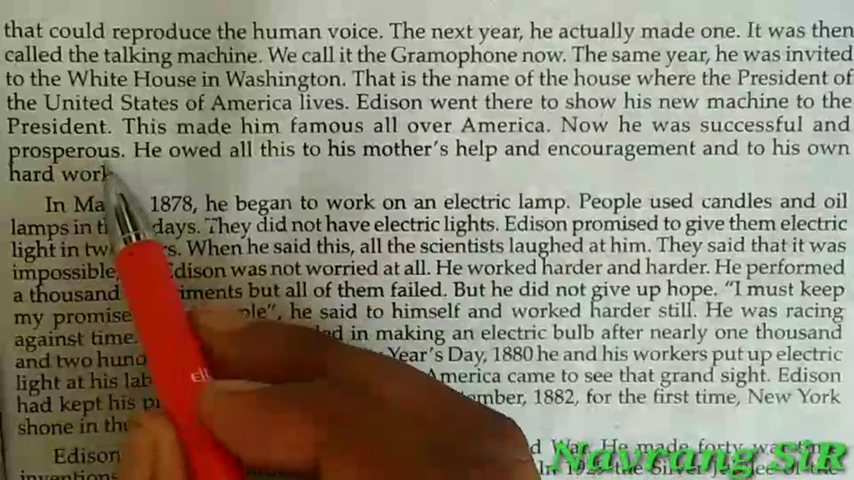 that could reproduce the human voice. The next year, he actually made one. It was then
called the talking machine. We call it the Gramophone now. The same year, he was invited
to the White House in Washington. That is the name of the house where the President of
the United States of America lives. Edison went there to show his new machine to the
President. This made him famous all over America. Now he was successful and
prosperous. He owed all this to his mother's help and encouragement and to his own
hard work
In 1878, he began to work on an electric lamp. People used candles and oil
lamps in days. They did not have electric lights. Edison promised to give them electric
light in When he said this, all the scientists laughed at him. They said that it was
impossible, Edison was not worried at all. He worked harder and harder. He performed
a thousand but all of them failed. But he did not give up hope. "I must keep
my promise he said to himself and worked harder still. He was racing
against time. in making an electric bulb after nearly one thousand
and two Year's Day, 1880 he and his workers put up electric
light at his America came to see that grand sight. Edison
had kept his 1882, for the first time, New York
shone in
Edison War. He made forty
In the Silver of the
Navrang SiR